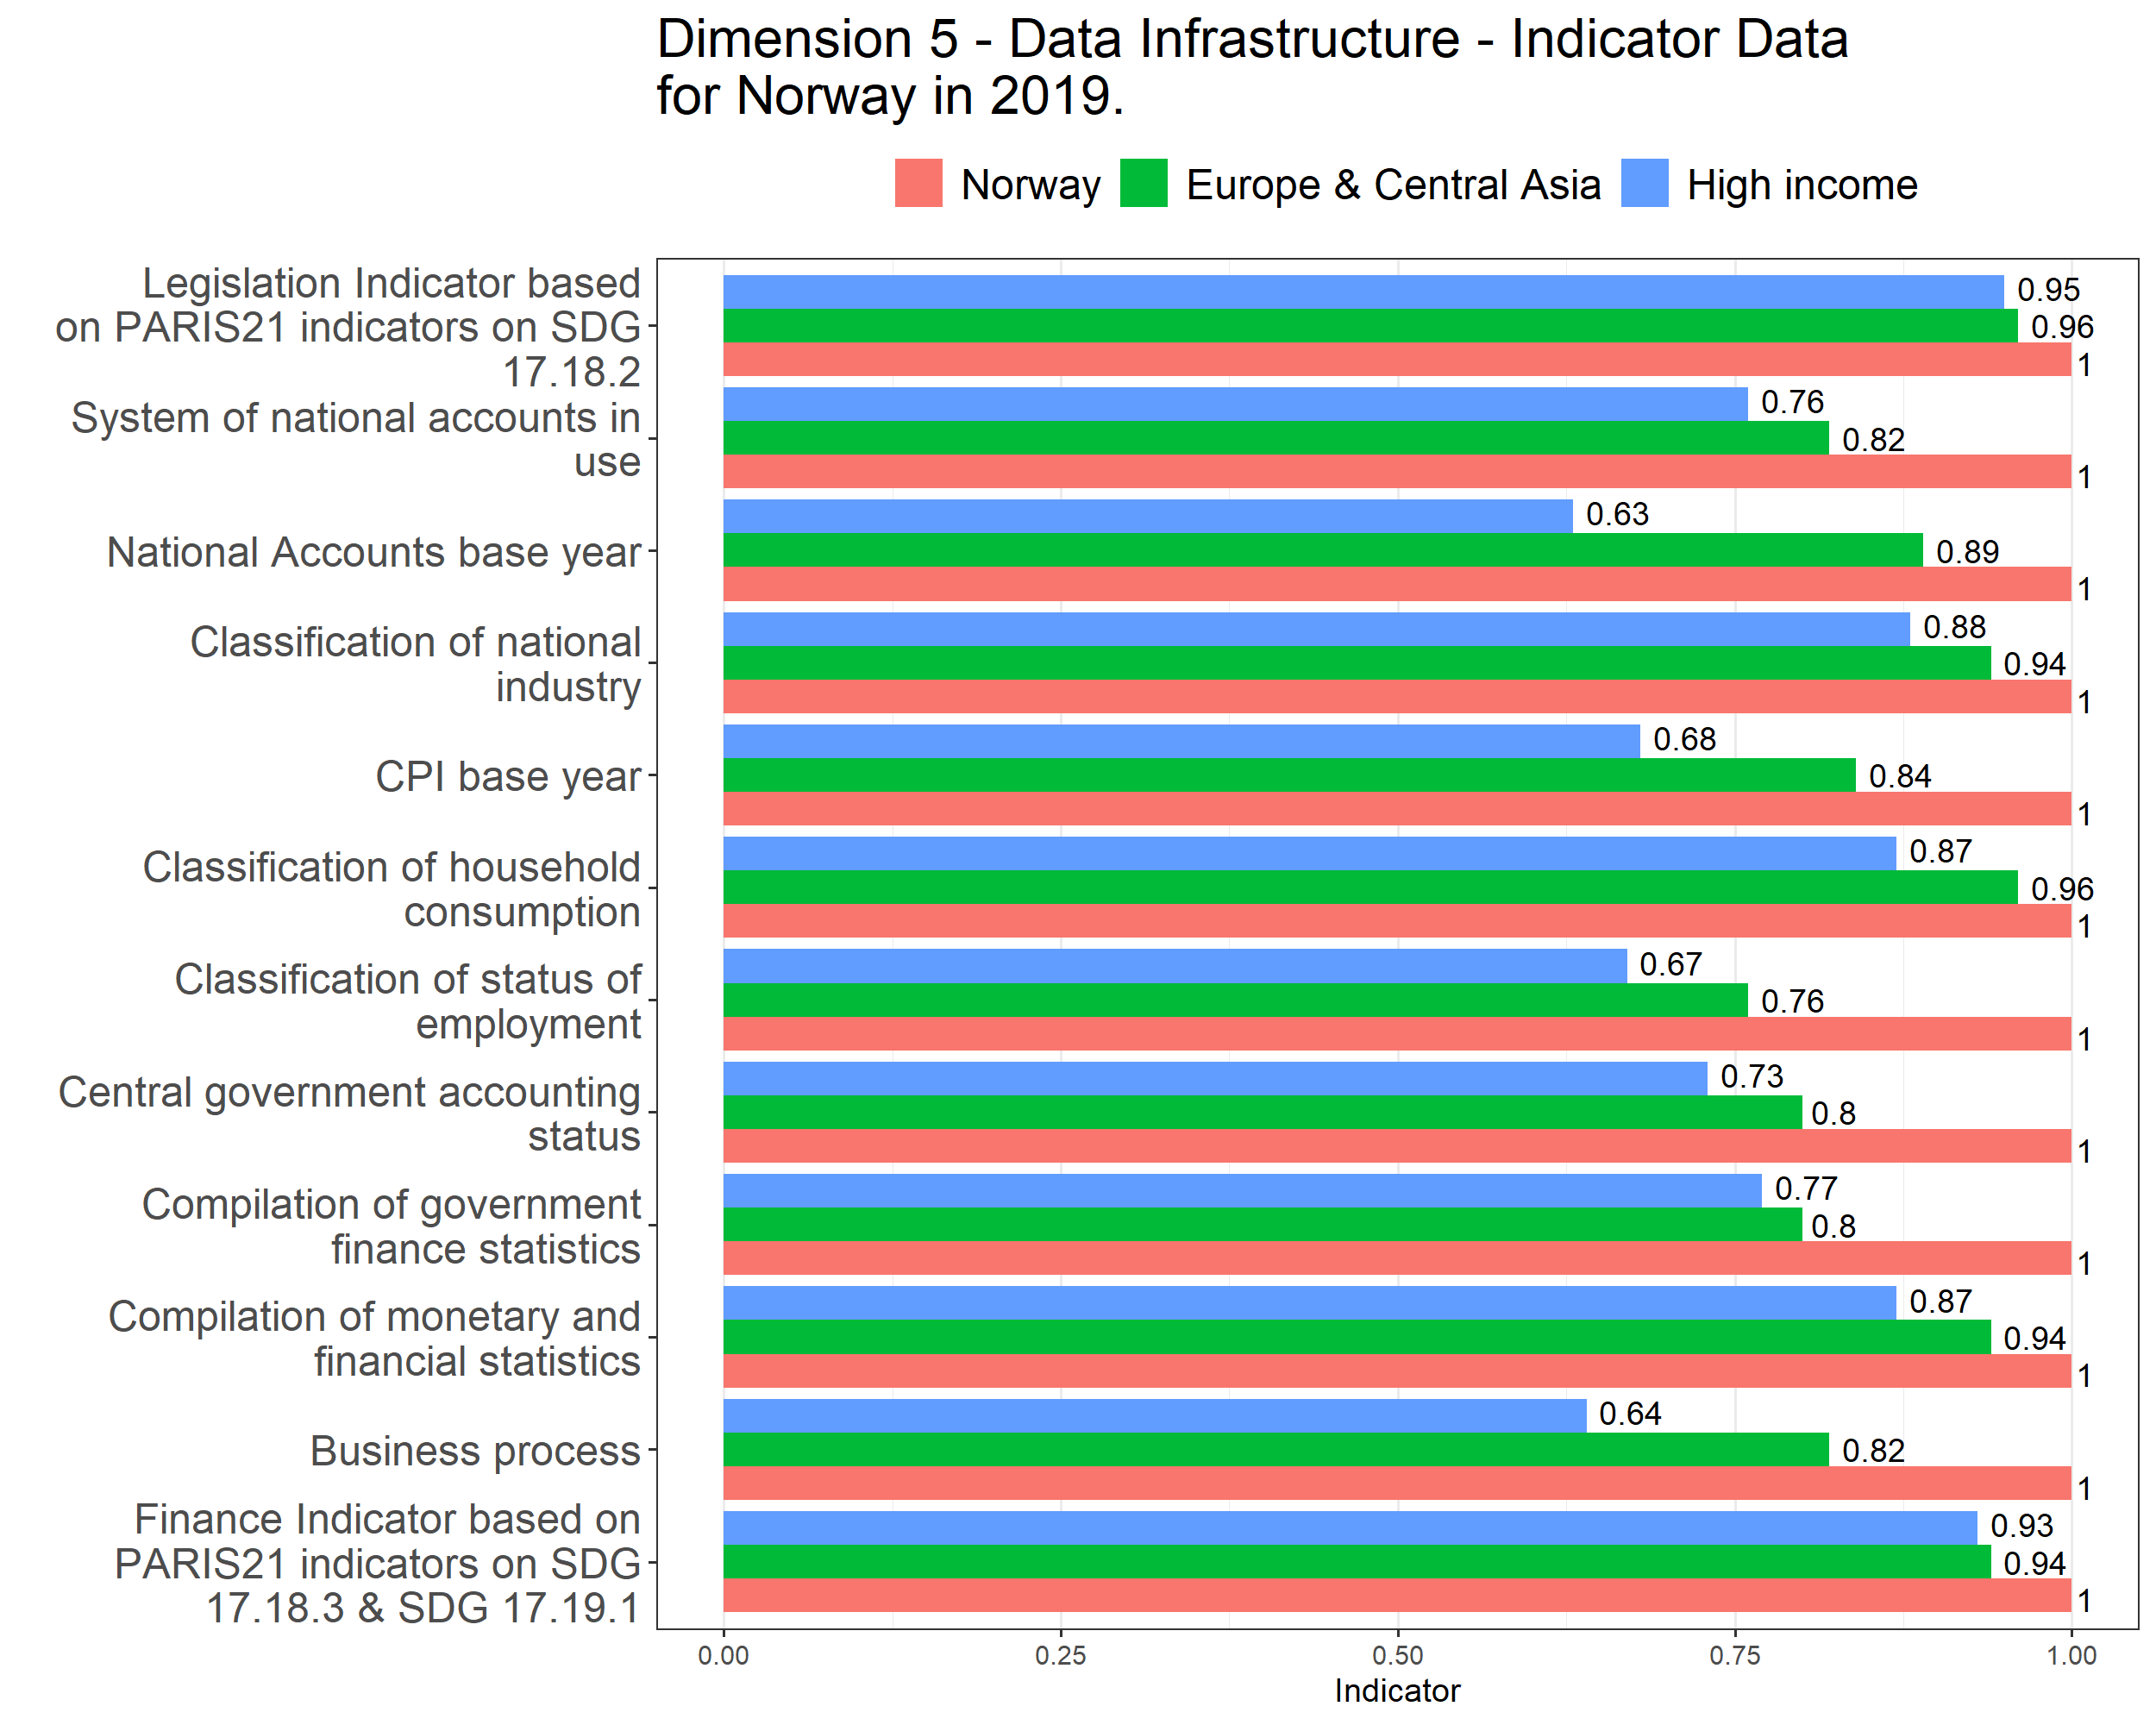 Dimension 5 - Data Infrastructure - Indicator Data
for Norway in 2019.
Norway Europe & Central Asia High income
Legislation Indicator based
on PARIS21 indicators on SDG
17.18.2
0.95
0.96
1
System of national accounts in
use
0.76
0.82
1
National Accounts base year
0.63
0.89
1
Classification of national
industry
0.88
0.94
1
CPI base year
0.68
0.84
1
Classification of household
consumption
0.87
0.96
1
Classification of status of
employment
0.67
0.76
1
Central government accounting
status
0.73
0.8
1
Compilation of government
finance statistics
0.77
0.8
1
Compilation of monetary and
financial statistics
0.87
0.94
1
Business process
0.64
0.82
1
Finance Indicator based on
PARIS21 indicators on SDG
17.18.3 & SDG 17.19.1
0.93
0.94
1
0.00 0.25 0.50 0.75 1.00
Indicator